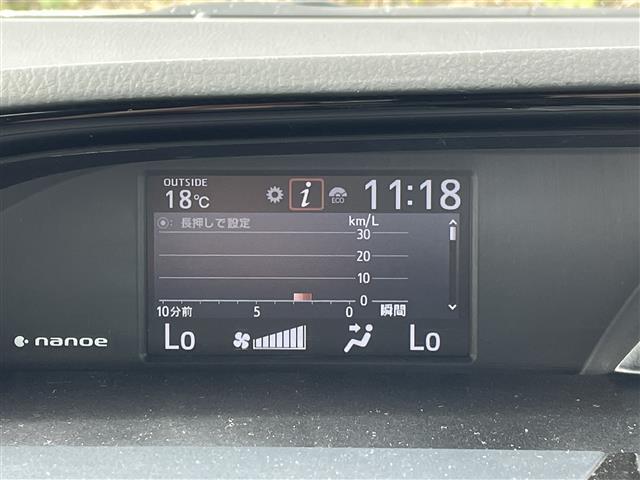 OUTSIDE
18℃
i
ECO
11:18
◉: 長押しで設定
km/L
30
20
10
0
10分前 5 0 瞬間
nanoe
Lo
Lo